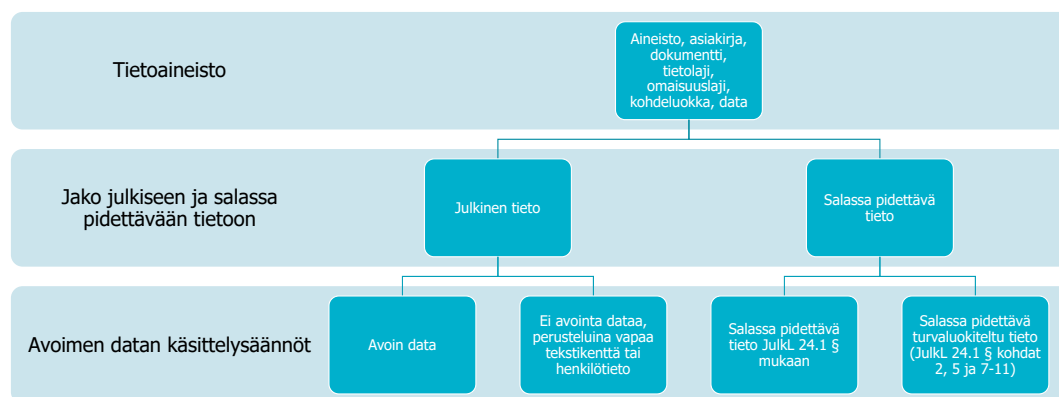 Tietoaineisto
Aineisto, asiakirja,
dokumentti,
tietolaji,
omaisuuslaji,
kohdeluokka, data
Jako julkiseen ja salassa
pidettävään tietoon
Julkinen tieto
Salassa pidettävä
tieto
Avoimen datan käsittelysäännöt
Avoin data
Ei avointa dataa,
perusteluina vapaa
tekstikenttä tai
henkilötieto
Salassa pidettävä
tieto JulkL 24.1 §
mukaan
Salassa pidettävä
turvaluokiteltu tieto
(JulkL 24.1 § kohdat
2, 5 ja 7-11)